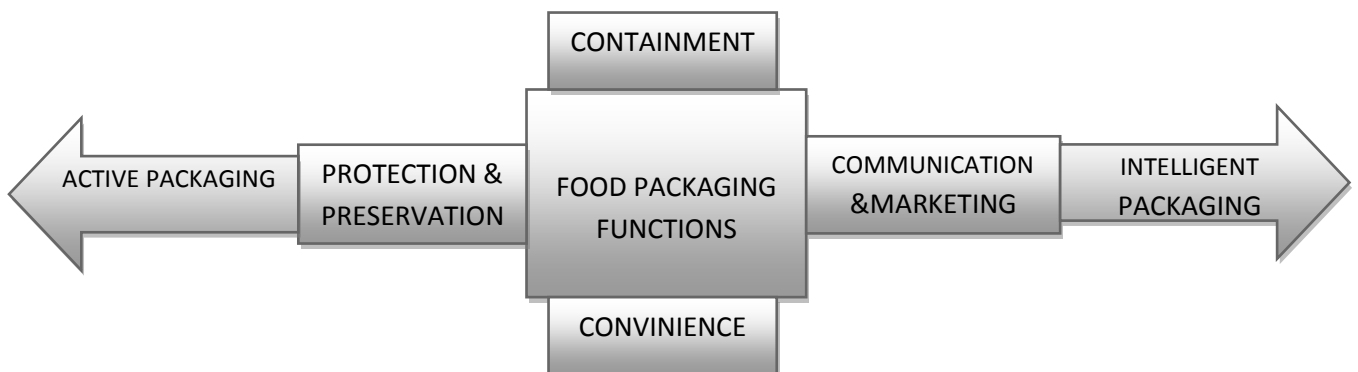 CONTAINMENT
ACTIVE PACKAGING
PROTECTION &
PRESERVATION
FOOD PACKAGING
FUNCTIONS
COMMUNICATION
&MARKETING
INTELLIGENT
PACKAGING
CONVINIENCE